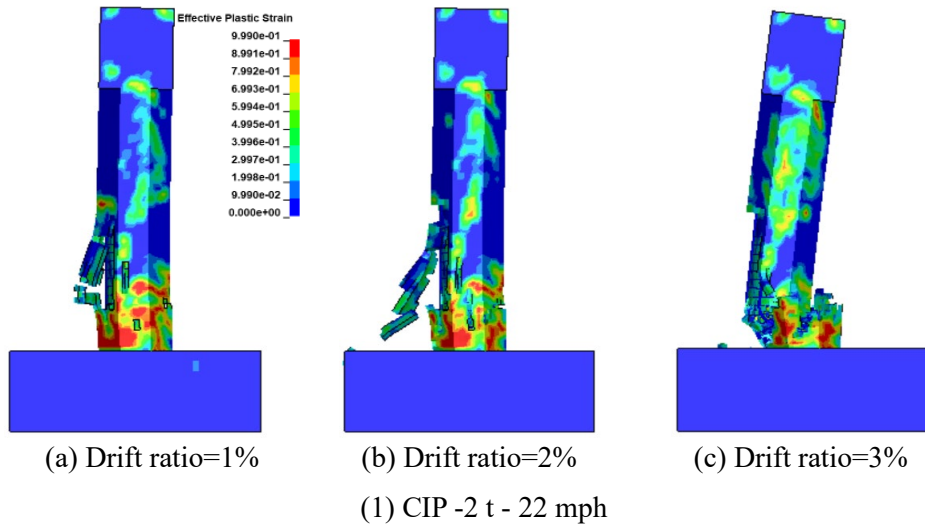 Effective Plastic Strain
9.990e-01
8.991e-01
7.992e-01
6.993e-01
5.994e-01
4.995e-01
3.996e-01
2.997e-01
1.998e-01
9.990e-02
0.000e+00
(a) Drift ratio=1%
(b) Drift ratio=2%
(c) Drift ratio=3%
(1) CIP -2 t - 22 mph